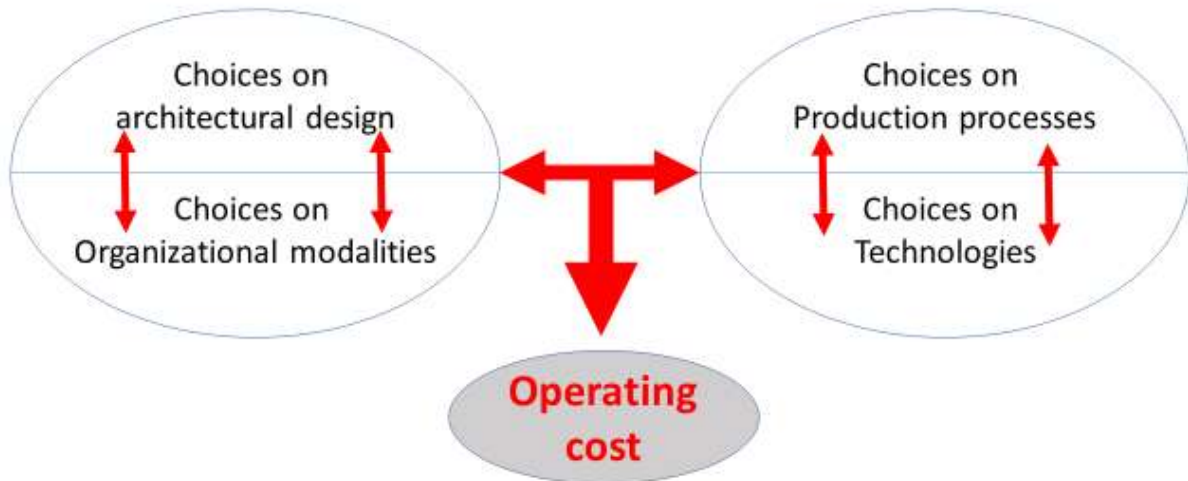 Choices on
architectural design
Choices on
Organizational modalities
Choices on
Production processes
Choices on
Technologies
Operating
cost